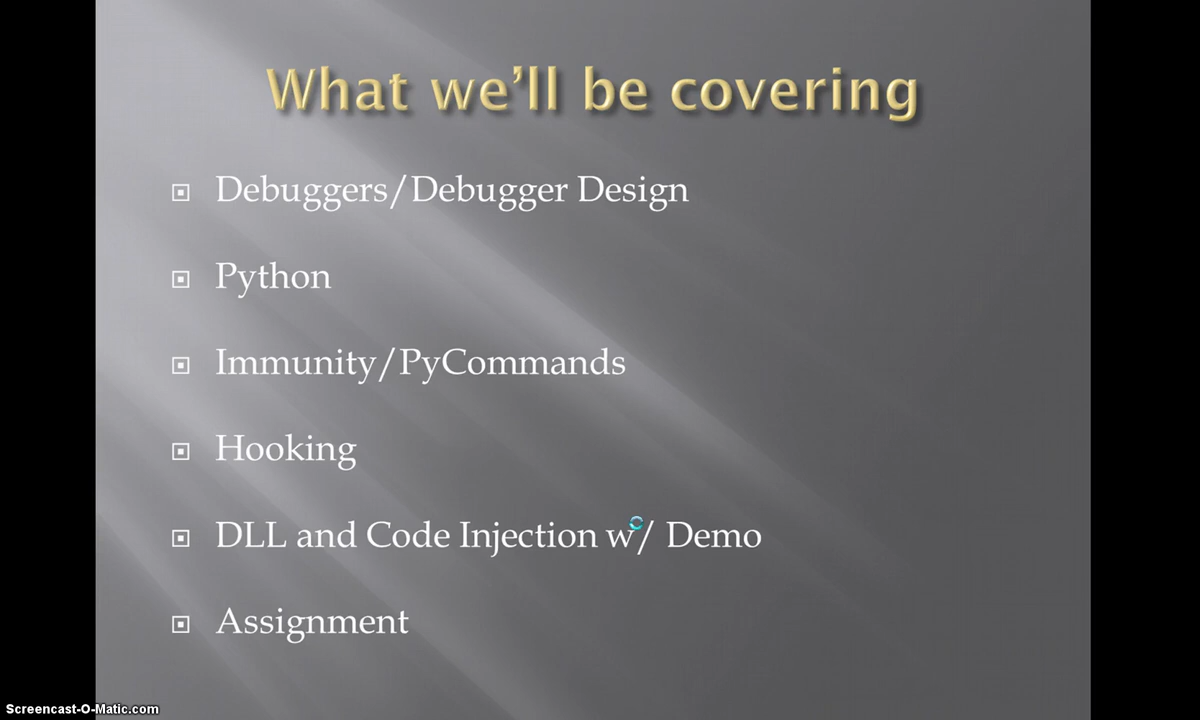 What we’ll be covering
Debuggers/Debugger Design
Python
Immunity/PyCommands
Hooking
DLL and Code Injection w/ Demo
Assignment
Screencast-O-Matic.com